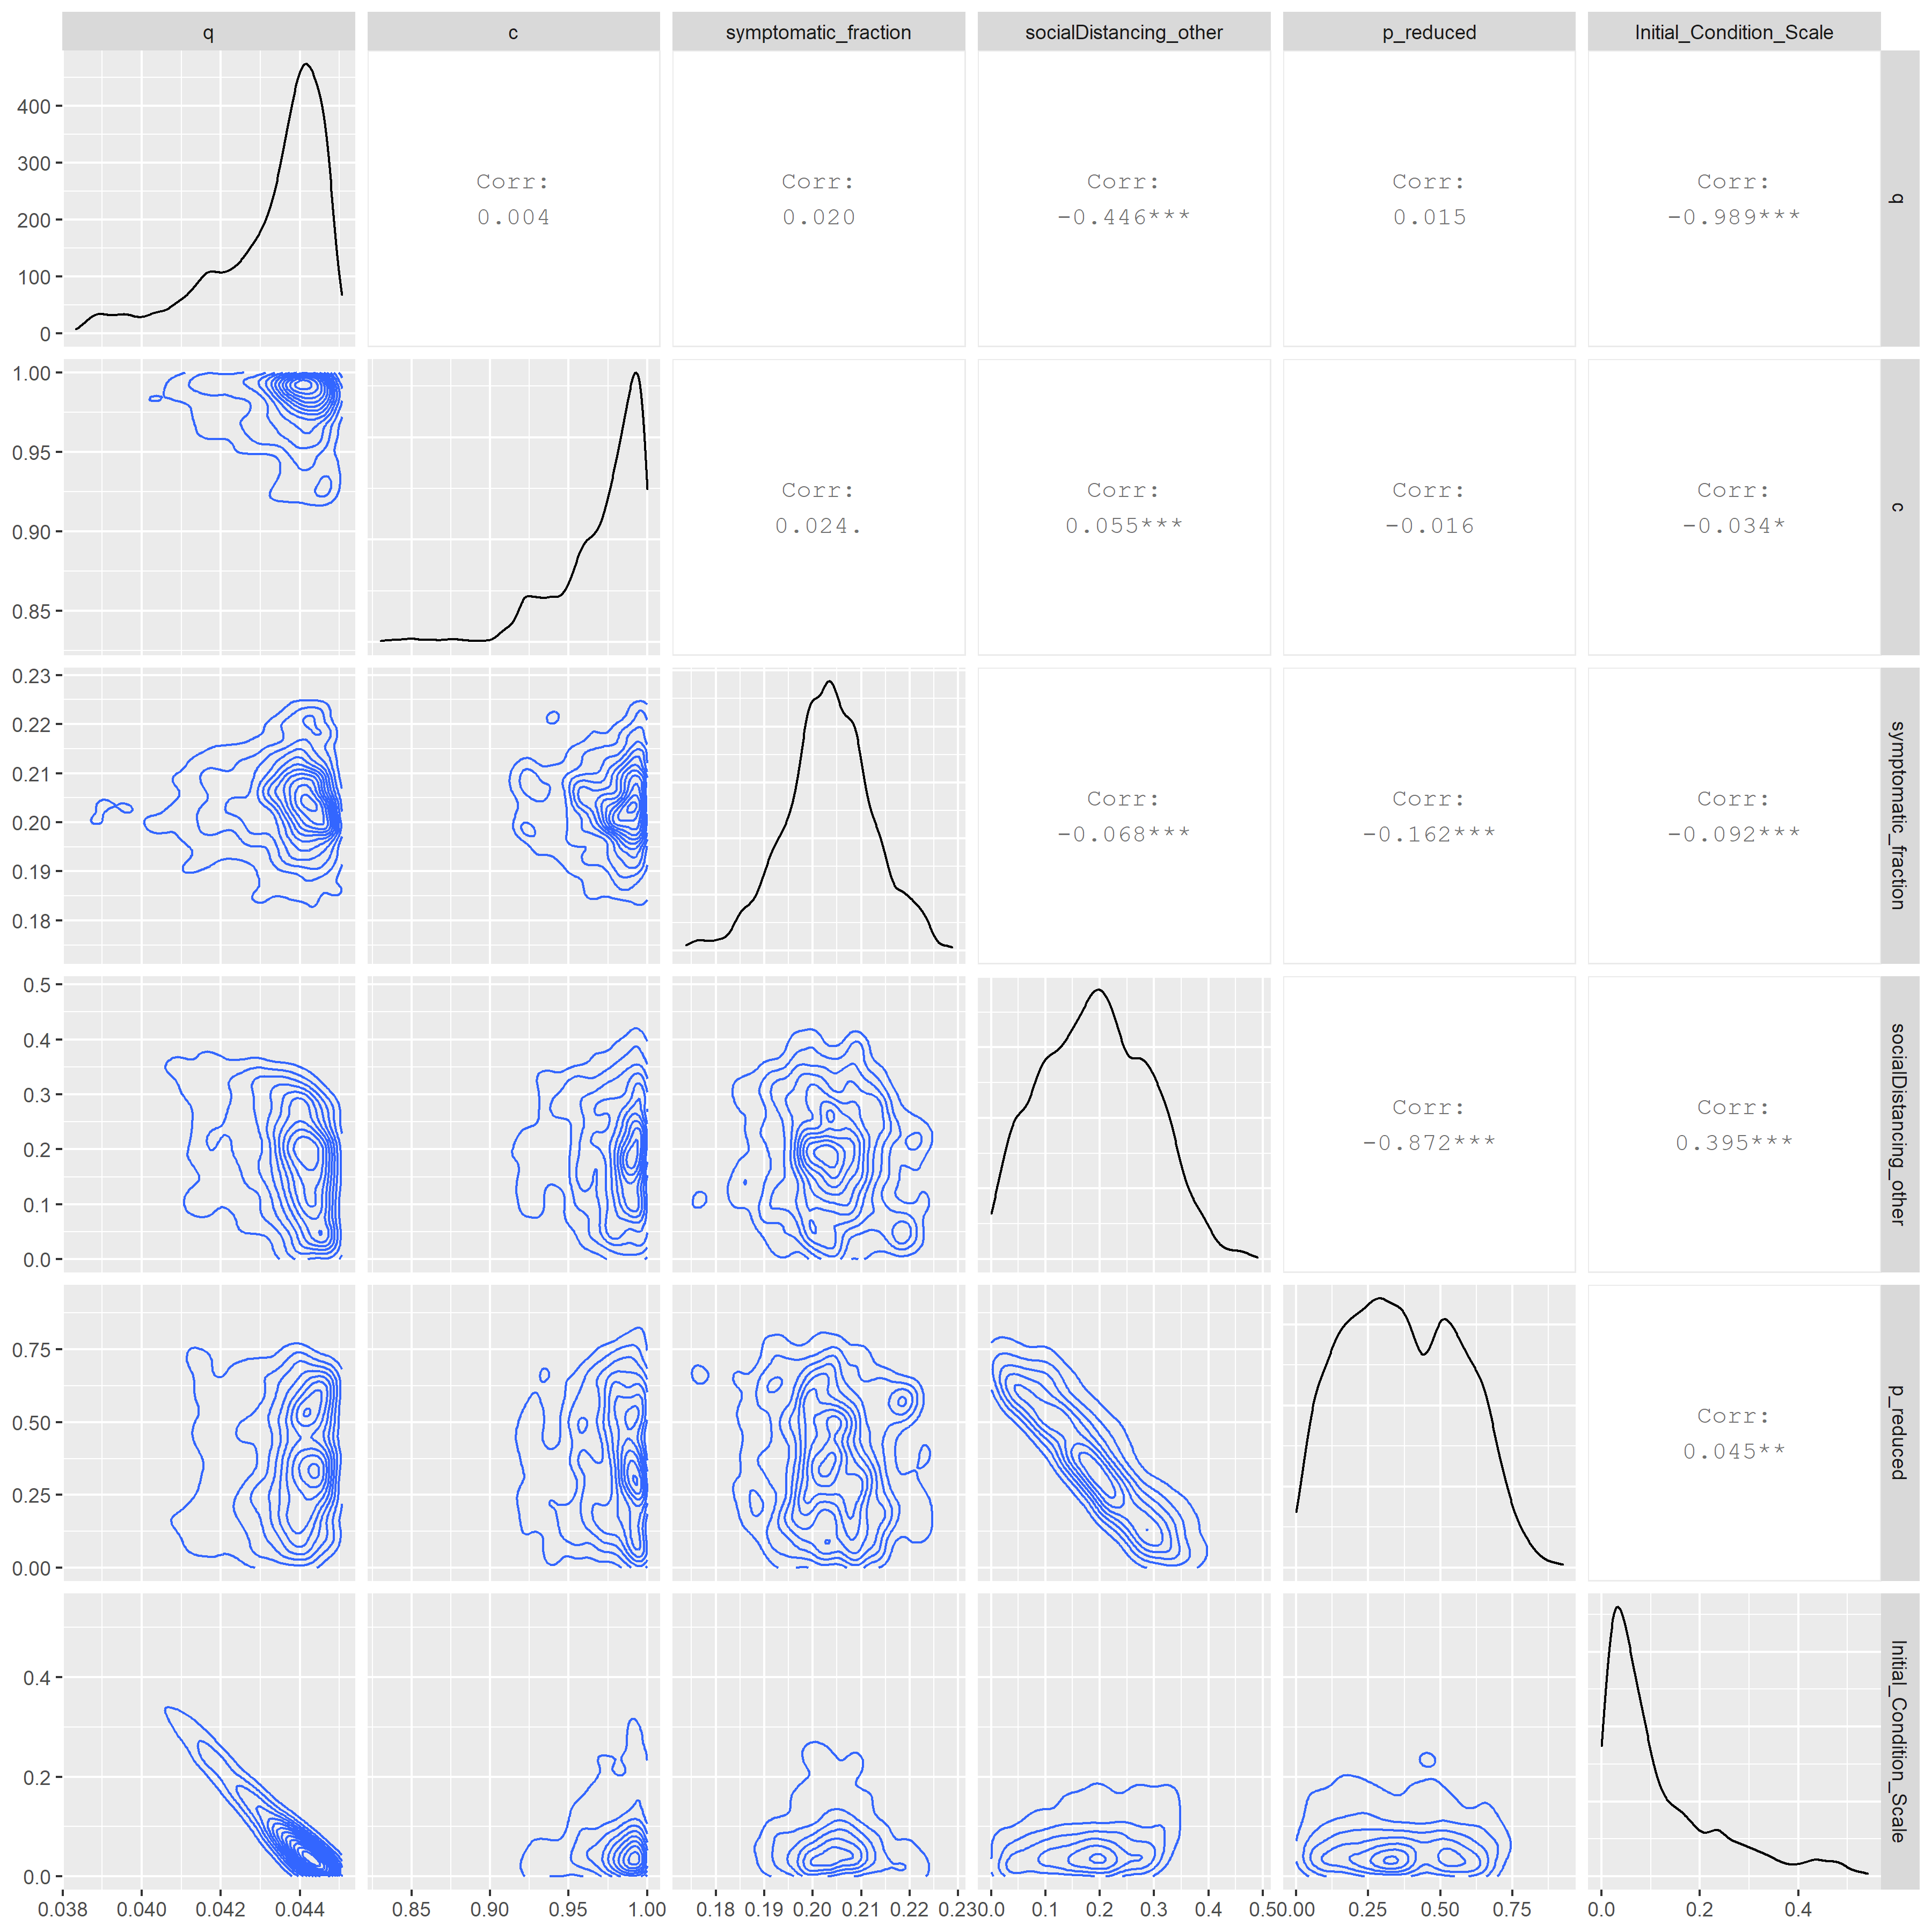 q c symptomatic_fraction socialDistancing_other p_reduced Initial_Condition_Scale
400
300
200
100
0
Corr:
0.004
Corr:
0.020
Corr:
-0.446***
Corr:
0.015
Corr:
-0.989***
q
1.00
0.95
0.90
0.85
Corr:
0.024.
Corr:
0.055***
Corr:
-0.016
Corr:
-0.034*
c
0.23
0.22
0.21
0.20
0.19
0.18
Corr:
-0.068***
Corr:
-0.162***
Corr:
-0.092***
symptomatic_fraction
0.5
0.4
0.3
0.2
0.1
0.0
Corr:
-0.872***
Corr:
0.395***
socialDistancing_other
0.75
0.50
0.25
0.00
Corr:
0.045**
p_reduced
0.4
0.2
0.0
Initial_Condition_Scale
0.038 0.040 0.042 0.044 0.85 0.90 0.95 1.00 0.18 0.19 0.20 0.21 0.22 0.23 0.0 0.1 0.2 0.3 0.4 0.5 0.00 0.25 0.50 0.75 0.0 0.2 0.4